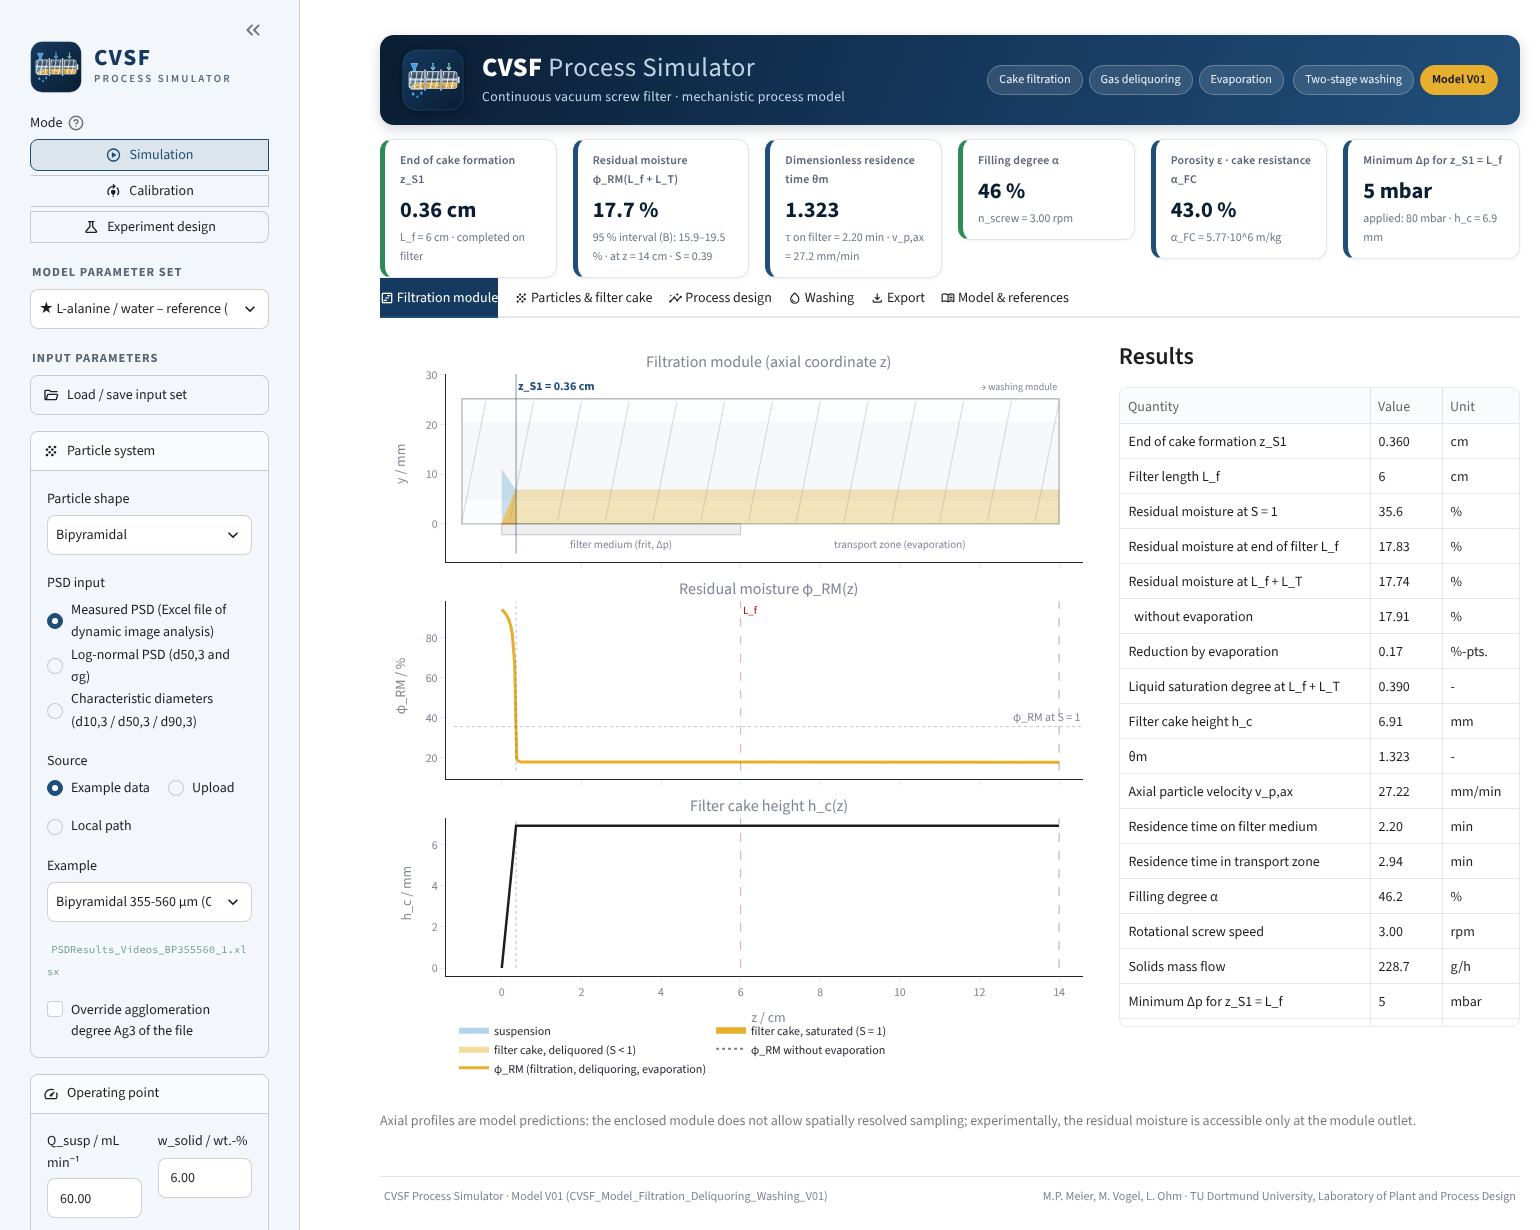 CVSF
PROCESS SIMULATOR
Mode
Simulation
Calibration
Experiment design
MODEL PARAMETER SET
★ L-alanine / water – reference (
INPUT PARAMETERS
Load / save input set
Particle system
Particle shape
Bipyramidal
PSD input
Measured PSD (Excel file of
dynamic image analysis)
Log-normal PSD (d50,3 and
σg)
Characteristic diameters
(d10,3 / d50,3 / d90,3)
Source
Example data
Upload
Local path
Example
Bipyramidal 355-560 µm (C
PSDResults_Videos_BP355560_1.xl
sx
Override agglomeration
degree Ag3 of the file
Operating point
Q_susp / mL
min⁻¹
w_solid / wt.-%
60.00
6.00
CVSF Process Simulator
Continuous vacuum screw filter · mechanistic process model
Cake filtration
Gas deliquoring
Evaporation
Two-stage washing
Model V01
End of cake formation
z_S1
0.36 cm
L_f = 6 cm · completed on
filter
Residual moisture
φ_RM(L_f + L_T)
17.7 %
95 % interval (B): 15.9–19.5
% · at z = 14 cm · S = 0.39
Dimensionless residence
time θm
1.323
τ on filter = 2.20 min · v_p,ax
= 27.2 mm/min
Filling degree α
46 %
n_screw = 3.00 rpm
Porosity ε · cake resistance
α_FC
43.0 %
α_FC = 5.77·10^6 m/kg
Minimum Δp for z_S1 = L_f
5 mbar
applied: 80 mbar · h_c = 6.9
mm
Filtration module
Particles & filter cake
Process design
Washing
Export
Model & references
Filtration module (axial coordinate z)
z_S1 = 0.36 cm
→ washing module
30
20
10
0
y / mm
filter medium (frit, Δp)
transport zone (evaporation)
Residual moisture φ_RM(z)
L_f
80
60
40
20
φ_RM / %
φ_RM at S = 1
Filter cake height h_c(z)
6
4
2
0
h_c / mm
0 2 4 6 8 10 12 14
z / cm
suspension
filter cake, saturated (S = 1)
filter cake, deliquored (S < 1)
φ_RM without evaporation
φ_RM (filtration, deliquoring, evaporation)
Results
Quantity Value Unit
End of cake formation z_S1 0.360 cm
Filter length L_f 6 cm
Residual moisture at S = 1 35.6 %
Residual moisture at end of filter L_f 17.83 %
Residual moisture at L_f + L_T 17.74 %
without evaporation 17.91 %
Reduction by evaporation 0.17 %-pts.
Liquid saturation degree at L_f + L_T 0.390 -
Filter cake height h_c 6.91 mm
θm 1.323 -
Axial particle velocity v_p,ax 27.22 mm/min
Residence time on filter medium 2.20 min
Residence time in transport zone 2.94 min
Filling degree α 46.2 %
Rotational screw speed 3.00 rpm
Solids mass flow 228.7 g/h
Minimum Δp for z_S1 = L_f 5 mbar
Axial profiles are model predictions: the enclosed module does not allow spatially resolved sampling; experimentally, the residual moisture is accessible only at the module outlet.
CVSF Process Simulator · Model V01 (CVSF_Model_Filtration_Deliquoring_Washing_V01)
M.P. Meier, M. Vogel, L. Ohm · TU Dortmund University, Laboratory of Plant and Process Design